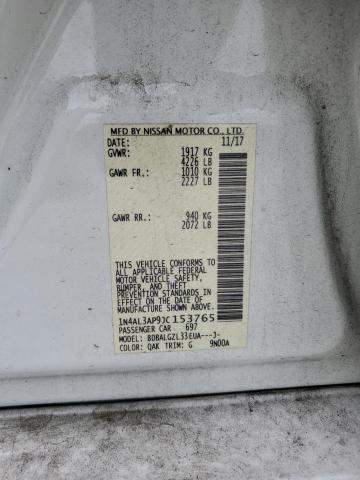 MFD BY NISSAN MOTOR CO., LTD.
DATE: 11/17
GVWR: 1917 KG
4226 LB
GAWR FR.: 1010 KG
2227 LB
GAWR RR.: 940 KG
2072 LB
THIS VEHICLE CONFORMS TO
ALL APPLICABLE FEDERAL
MOTOR VEHICLE SAFETY,
BUMPER, AND THEFT
PREVENTION STANDARDS IN
EFFECT ON THE DATE OF
MANUFACTURE SHOWN ABOVE.
1N4AL3AP9JC153765
PASSENGER CAR 697
MODEL: BDBALGZL33EUA---J-
COLOR: QAK TRIM: G 9N00A